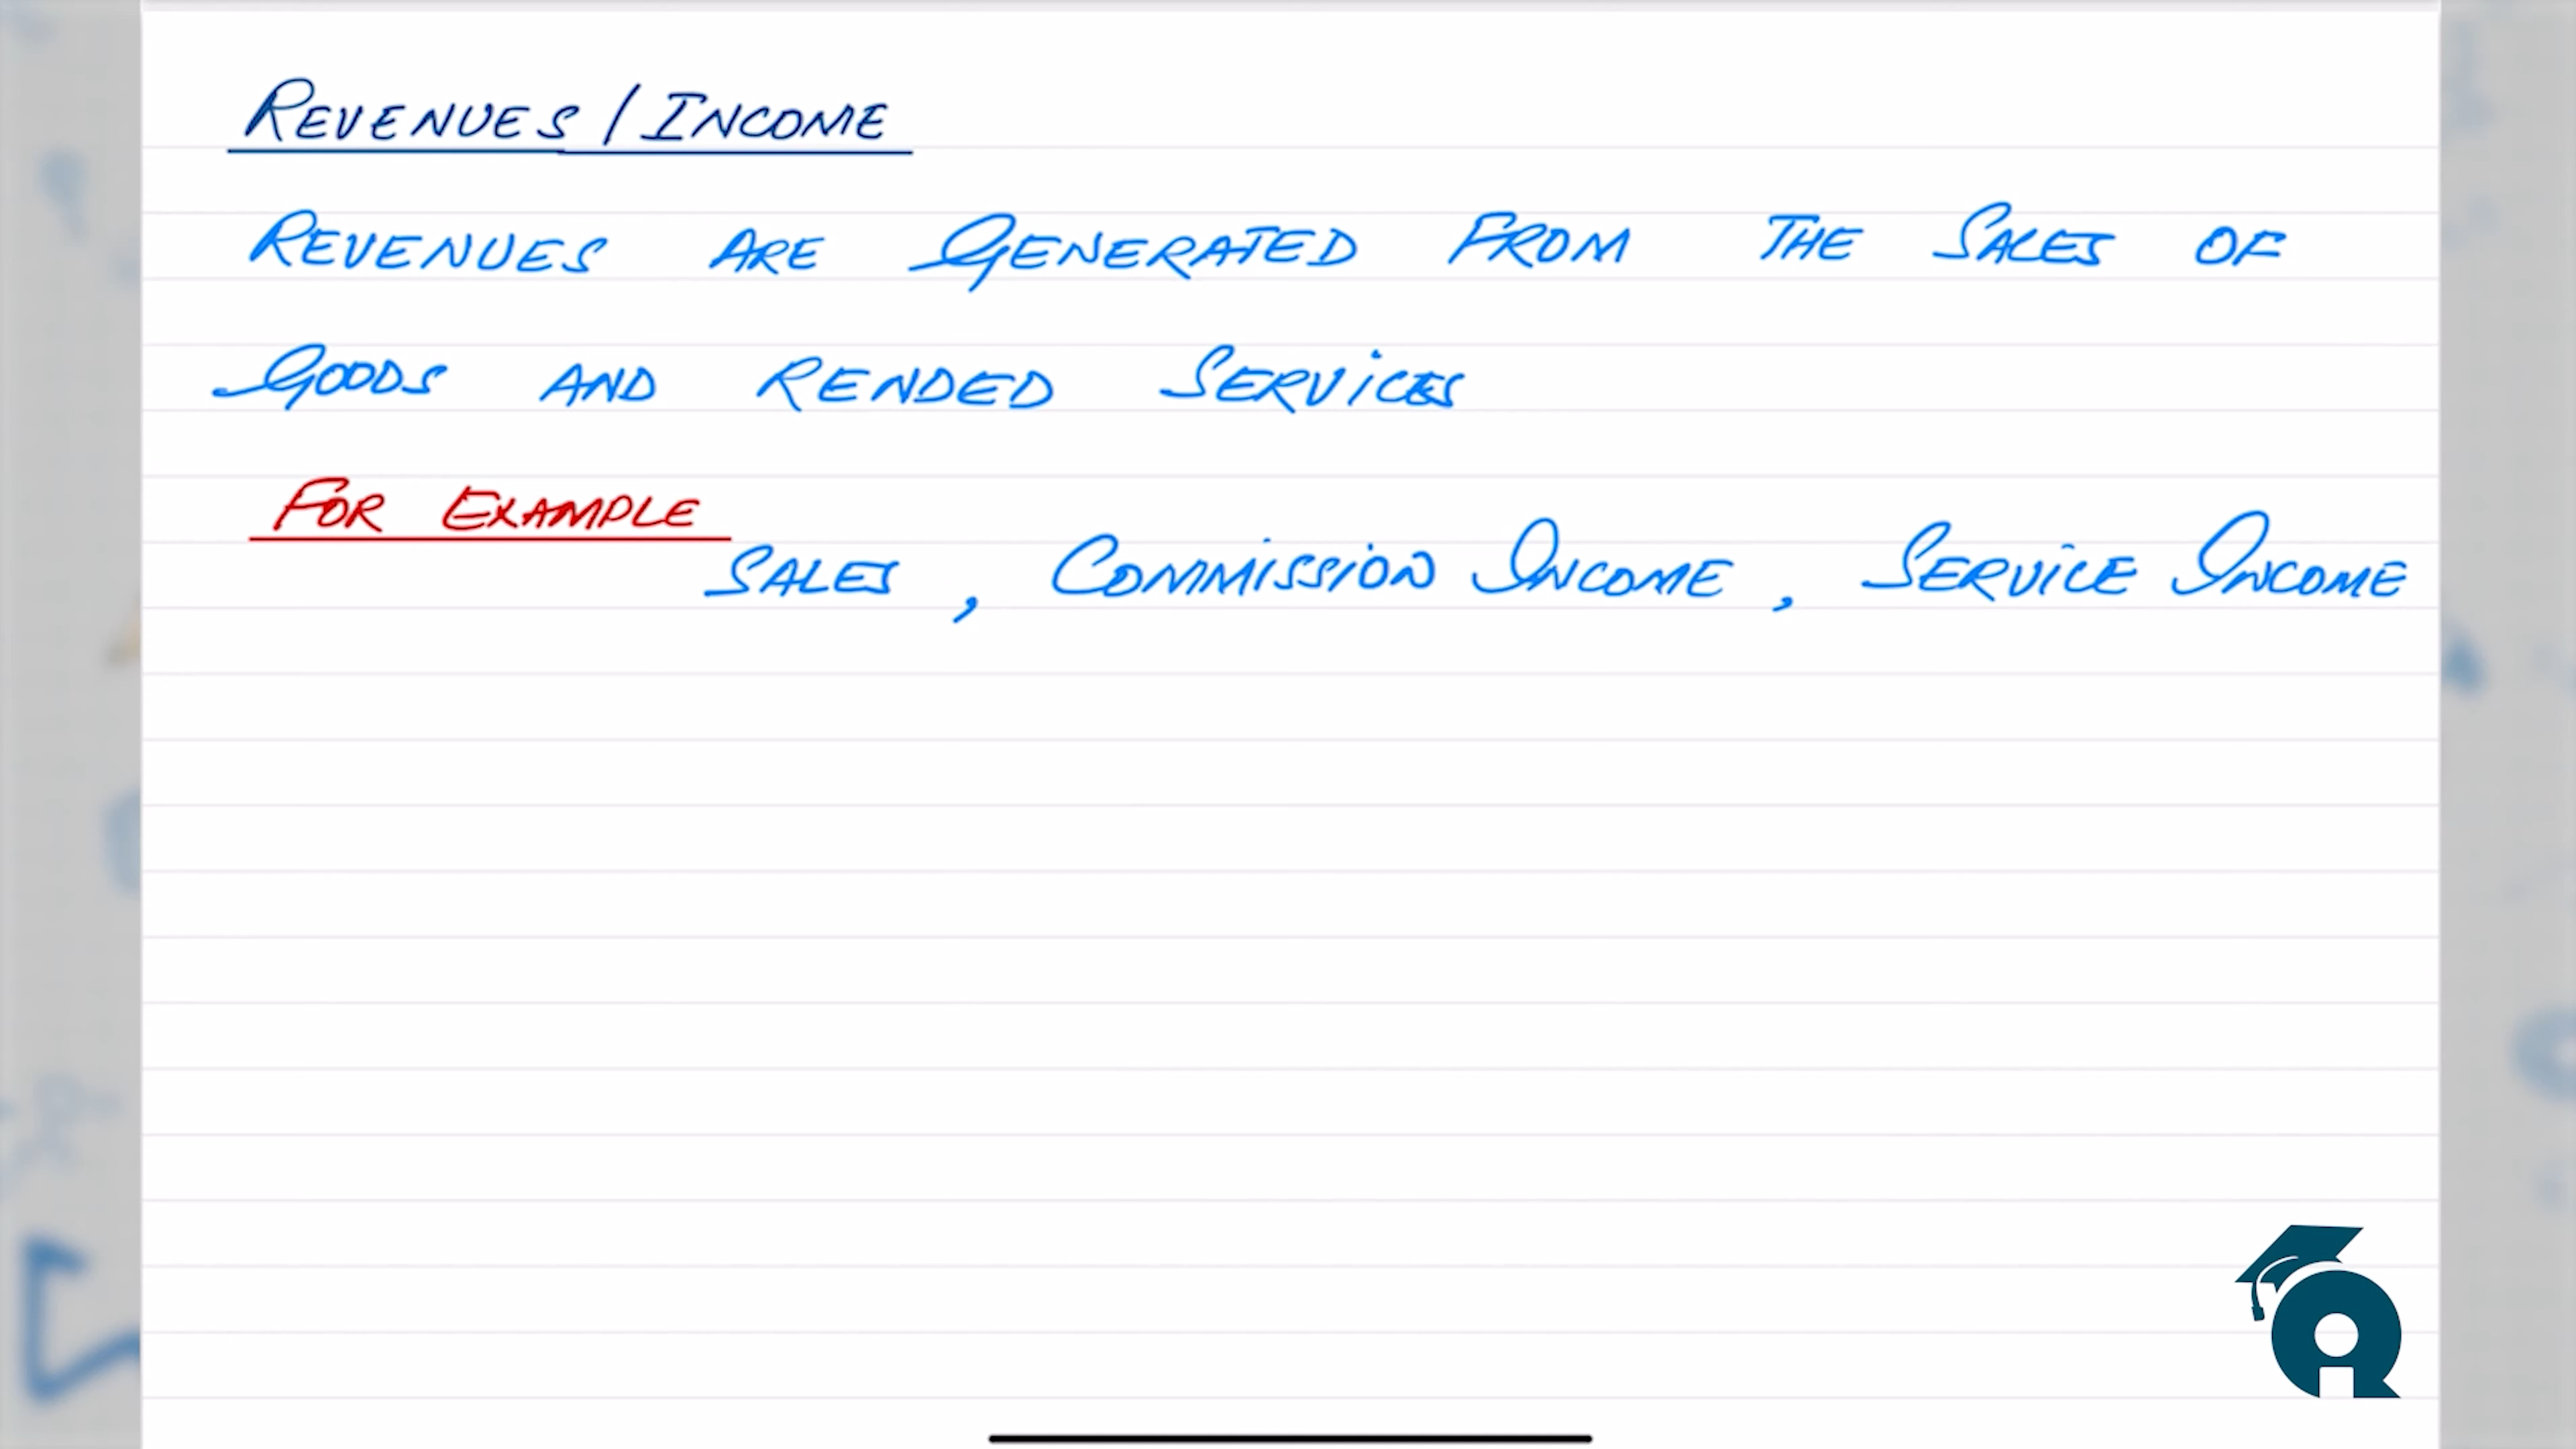 REVENUES / INCOME
REVENUES ARE GENERATED FROM THE SALES OF
GOODS AND RENDED SERVICES
FOR EXAMPLE
SALES , COMMISSION INCOME , SERVICE INCOME